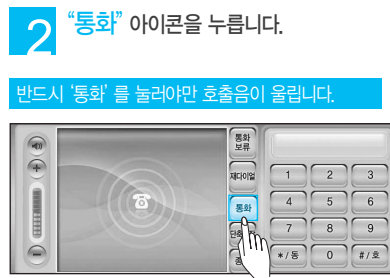 2 “통화” 아이콘을 누릅니다.
반드시 ‘통화’ 를 눌러야만 호출음이 울립니다.
통화
보류
재다이얼
통화
1 2 3
4 5 6
7 8 9
*/동 0 #/호